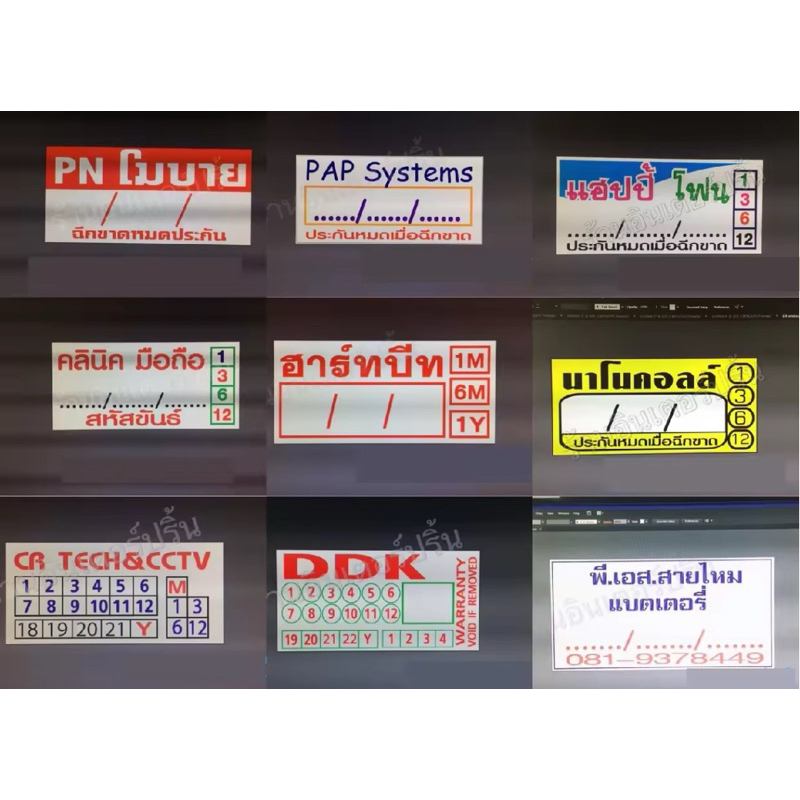 PN โมบาย
/ /
ฉีกขาดหมดประกัน
PAP Systems
....../....../......
ประกันหมดเมื่อฉีกขาด
แฮปปี้ โฟน
1
3
6
12
......./......./.......
ประกันหมดเมื่อฉีกขาด
คลินิค มือถือ
1
3
6
12
......./......./.......
สหัสขันธ์
ฮาร์ทบีท
1M
6M
1Y
/ /
นาโนคอลล์
1
3
6
12
/ /
ประกันหมดเมื่อฉีกขาด
CR TECH&CCTV
1 2 3 4 5 6 M
7 8 9 10 11 12 1 3
18 19 20 21 Y 6 12
DDK
1 2 3 4 5 6
7 8 9 10 11 12
19 20 21 22 Y 1 2 3 4
WARRANTY
VOID IF REMOVED
พี.เอส.สายไหม
แบตเตอรี่
......./......./.......
081-9378449